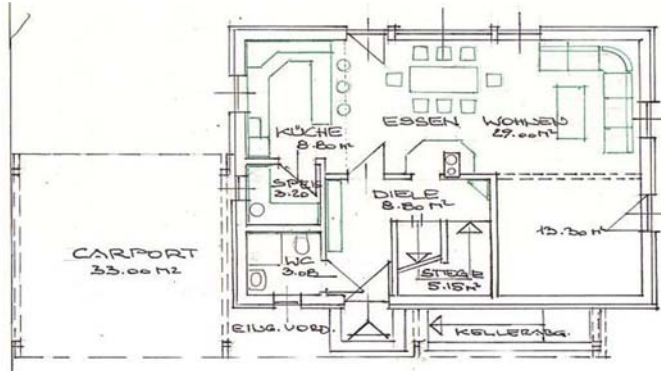 KÜCHE
8.80 m²
ESSEN WOHNEN
29.00 m²
SPEIS
3.20
DIELE
8.80 m²
13.30 m²
CARPORT
33.00 M2
WC
3.08
STIEGE
5.15 m²
EING. VORD.
KELLERABG.